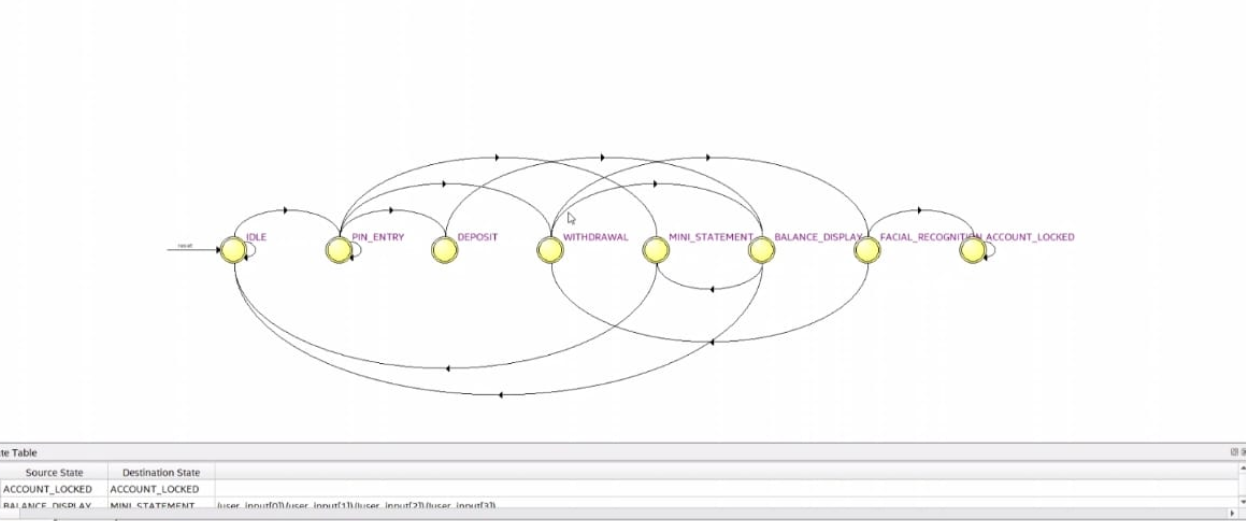 IDLE
PIN_ENTRY
DEPOSIT
WITHDRAWAL
MINI_STATEMENT
BALANCE_DISPLAY
FACIAL_RECOGNITION
ACCOUNT_LOCKED
reset
te Table
Source State Destination State
ACCOUNT_LOCKED ACCOUNT_LOCKED
BALANCE_DISPLAY MINI_STATEMENT (user_input[0])(user_input[1])(!user_input[2])(!user_input[3])